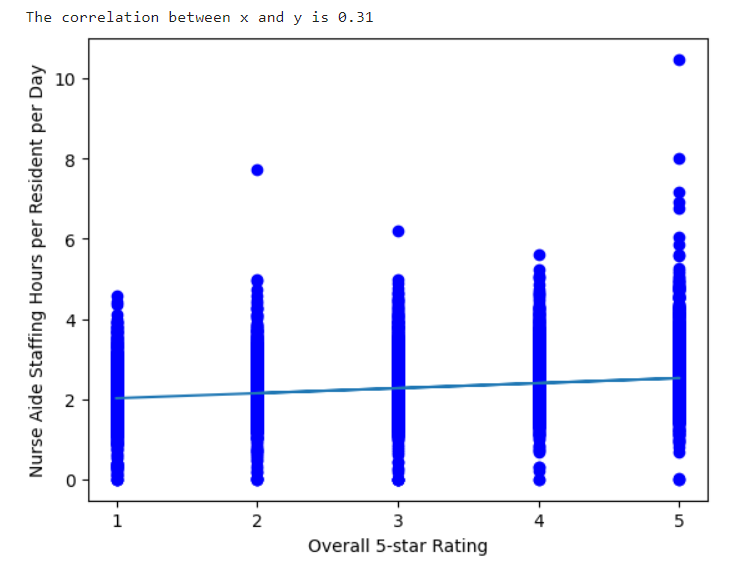 The correlation between x and y is 0.31
10
8
6
4
2
0
Nurse Aide Staffing Hours per Resident per Day
1 2 3 4 5
Overall 5-star Rating